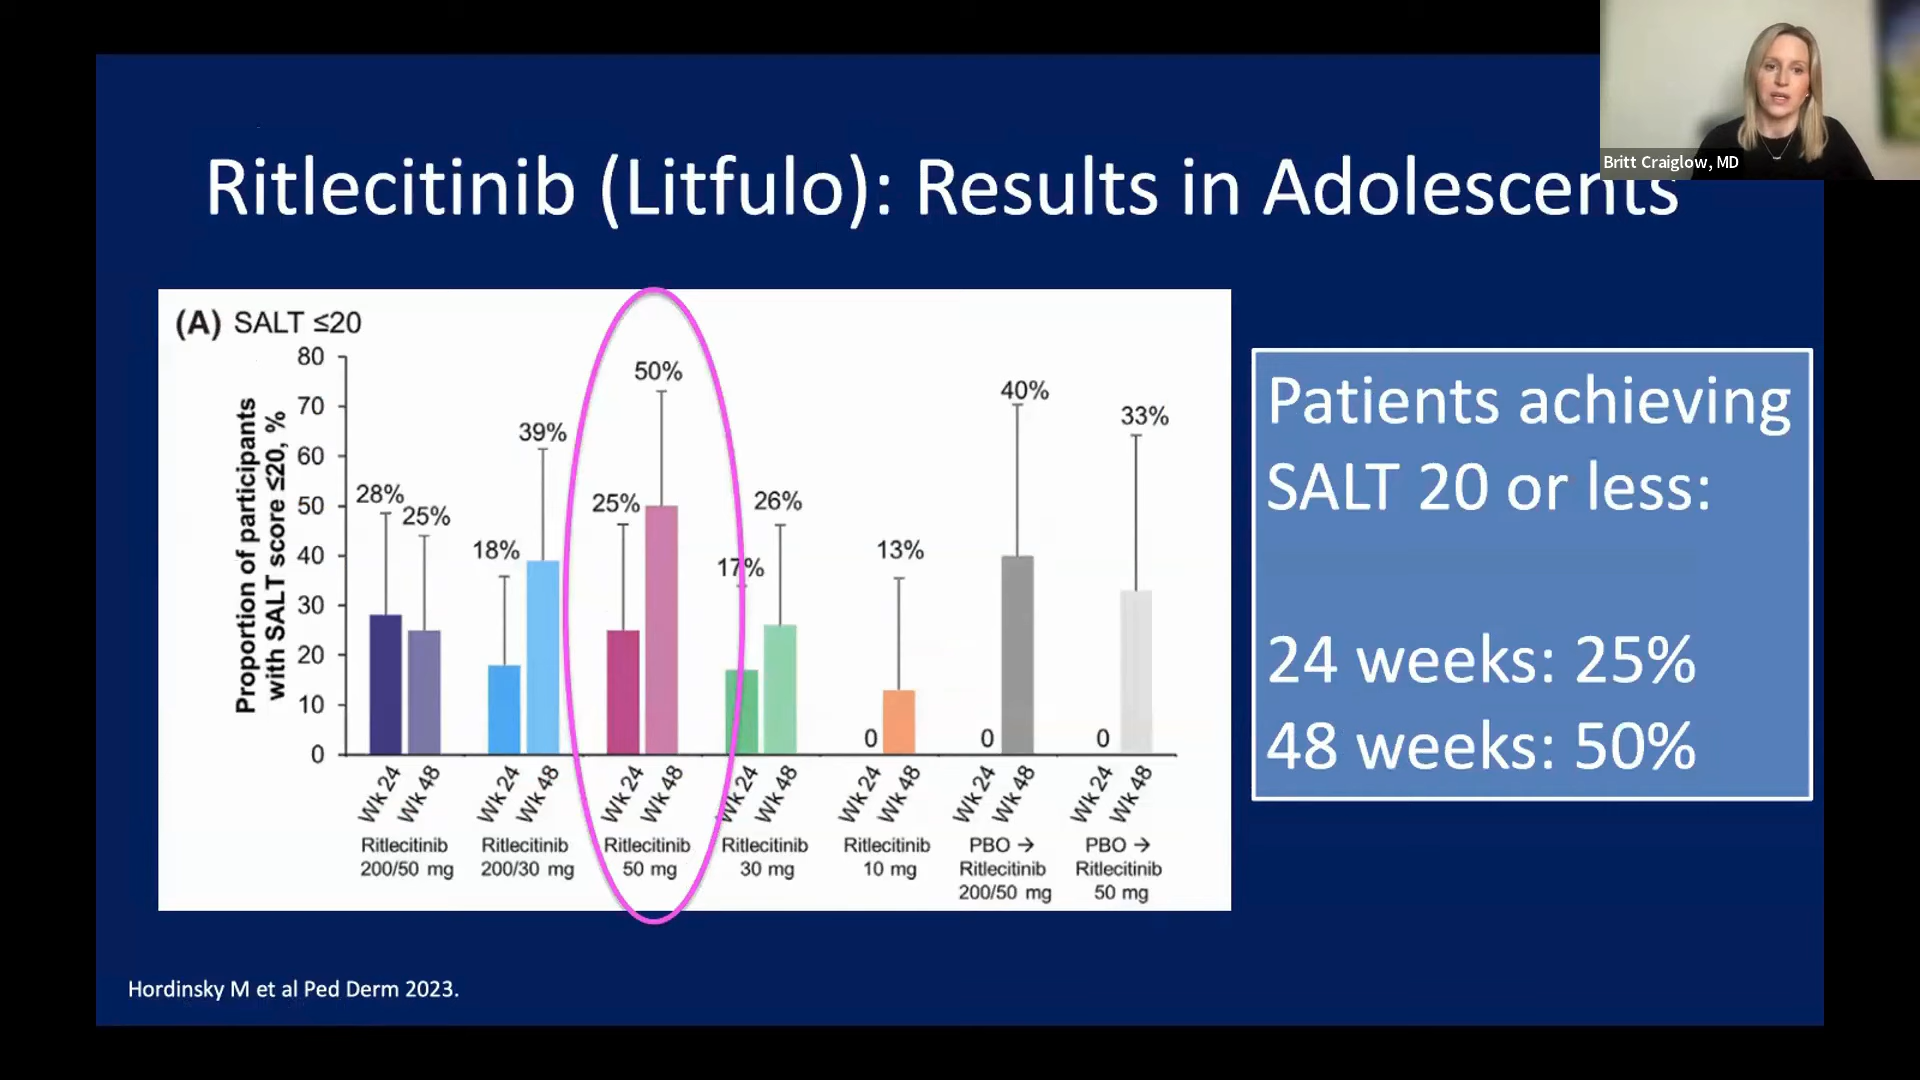 Britt Craiglow, MD
Ritlecitinib (Litfulo): Results in Adolescents
(A) SALT ≤20
Proportion of participants
with SALT score ≤20, %
80
70
60
50
40
30
20
10
0
28%
25%
18%
39%
25%
50%
17%
26%
0
13%
0
40%
0
33%
Wk 24
Wk 48
Wk 24
Wk 48
Wk 24
Wk 48
Wk 24
Wk 48
Wk 24
Wk 48
Wk 24
Wk 48
Wk 24
Wk 48
Ritlecitinib
200/50 mg
Ritlecitinib
200/30 mg
Ritlecitinib
50 mg
Ritlecitinib
30 mg
Ritlecitinib
10 mg
PBO →
Ritlecitinib
200/50 mg
PBO →
Ritlecitinib
50 mg
Patients achieving
SALT 20 or less:
24 weeks: 25%
48 weeks: 50%
Hordinsky M et al Ped Derm 2023.